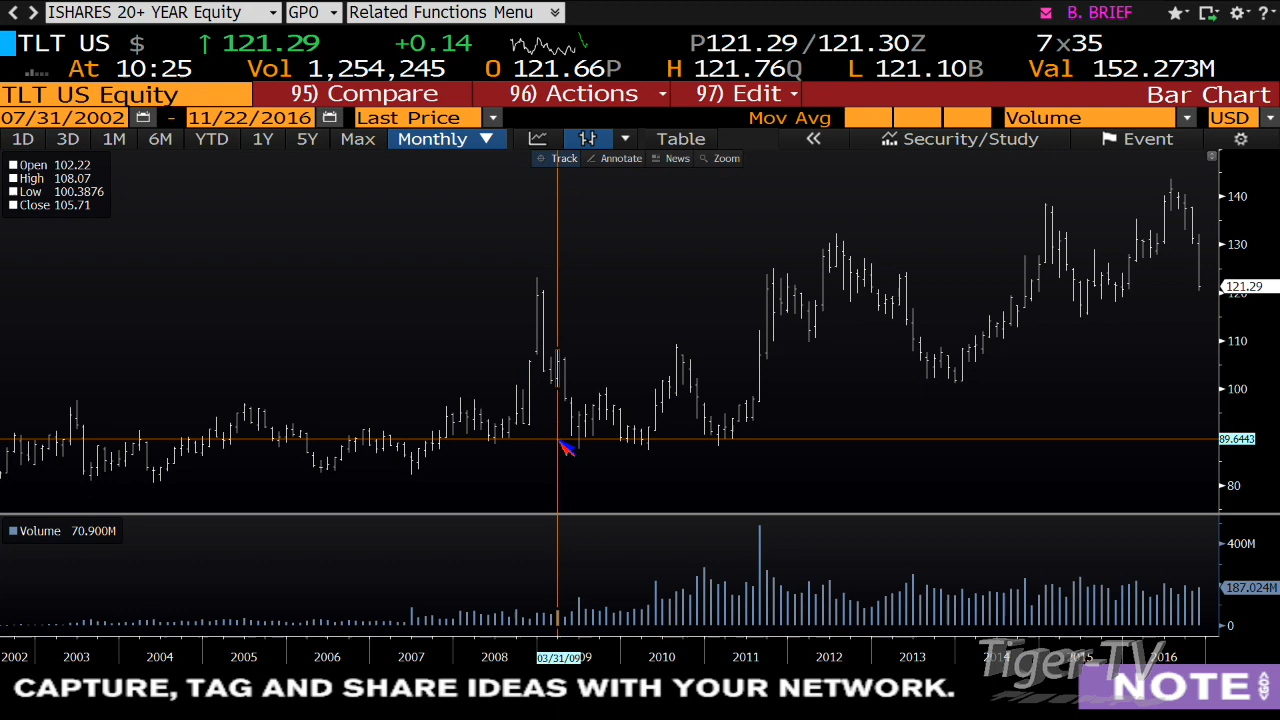 ISHARES 20+ YEAR Equity GPO Related Functions Menu B. BRIEF ?
TLT US $ ↑ 121.29 +0.14 P121.29 /121.30Z 7x35
At 10:25 Vol 1,254,245 O 121.66P H 121.76Q L 121.10B Val 152.273M
TLT US Equity 95) Compare 96) Actions 97) Edit Bar Chart
07/31/2002 - 11/22/2016 Last Price Mov Avg Volume USD
1D 3D 1M 6M YTD 1Y 5Y Max Monthly ▼ Table « Security/Study Event
Track Annotate News Zoom
Open 102.22
High 108.07
Low 100.3876
Close 105.71
140
130
121.29
120
110
100
89.6443
80
Volume 70.900M
400M
187.024M
0
2002 2003 2004 2005 2006 2007 2008 03/31/09 09 2010 2011 2012 2013 2014 2015 2016
Tiger-TV
CAPTURE, TAG AND SHARE IDEAS WITH YOUR NETWORK.
NOTE